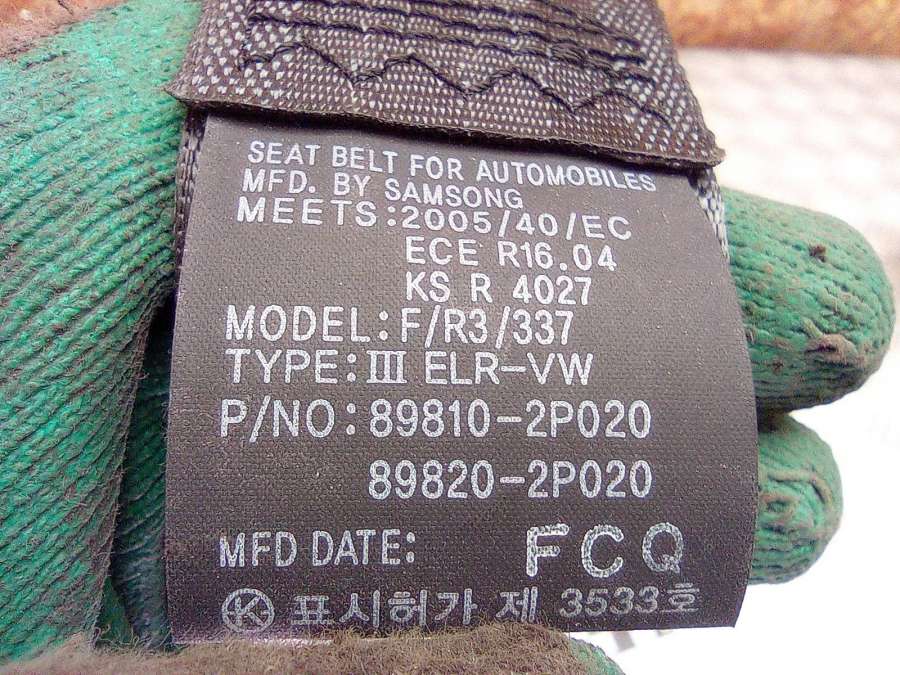 SEAT BELT FOR AUTOMOBILES
MFD. BY SAMSONG
MEETS:2005/40/EC
ECE R16.04
KS R 4027
MODEL:F/R3/337
TYPE:Ⅲ ELR-VW
P/NO:89810-2P020
89820-2P020
MFD DATE: FCQ
㉿ 표시허가 제 3533호